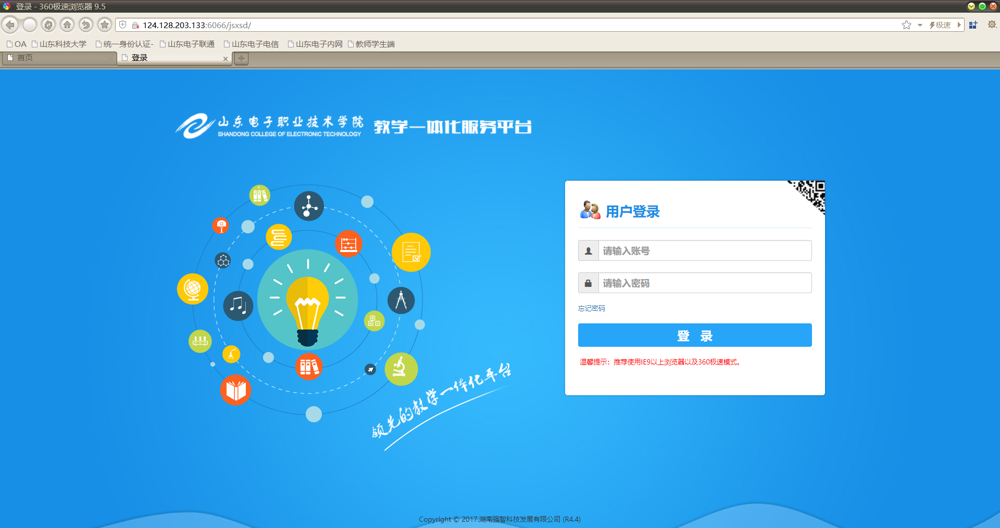 登录 - 360极速浏览器 9.5
124.128.203.133:6066/jsxsd/
极速
OA 山东科技大学 统一身份认证- 山东电子联通 山东电子电信 山东电子内网 教师学生端
首页 登录
山东电子职业技术学院 教学一体化服务平台
SHANDONG COLLEGE OF ELECTRONIC TECHNOLOGY
用户登录
请输入账号
请输入密码
忘记密码
登 录
温馨提示：推荐使用IE9以上浏览器以及360极速模式。
领先的教学一体化平台
Copyright © 2017.湖南强智科技发展有限公司 (R4.4)